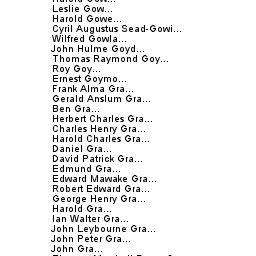 Leslie Gow...
Harold Gowe...
Cyril Augustus Sead-Gowi...
Wilfred Gowla...
John Hulme Goyd...
Thomas Raymond Goy...
Roy Goy...
Ernest Goymo...
Frank Alma Gra...
Gerald Anslum Gra...
Ben Gra...
Herbert Charles Gra...
Charles Henry Gra...
Harold Charles Gra...
Daniel Gra...
David Patrick Gra...
Edmund Gra...
Edward Mawake Gra...
Robert Edward Gra...
George Henry Gra...
Harold Gra...
Ian Walter Gra...
John Leybourne Gra...
John Peter Gra...
John Gra...